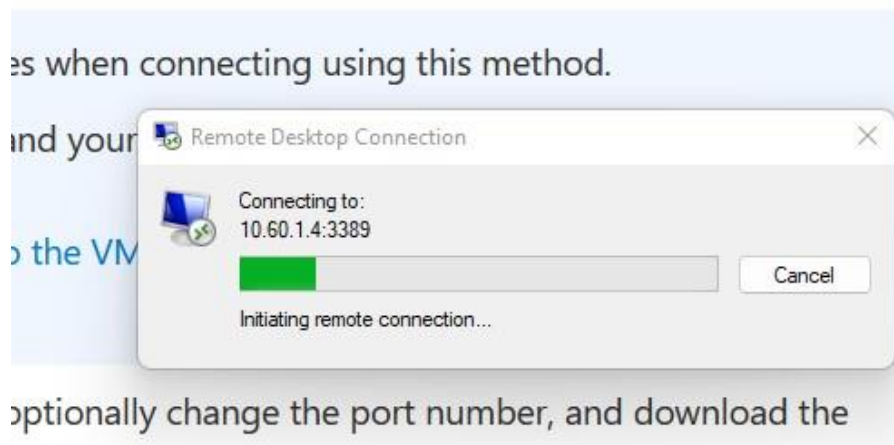 es when connecting using this method.
and your
Remote Desktop Connection
Connecting to:
10.60.1.4:3389
o the VM
Cancel
Initiating remote connection...
optionally change the port number, and download the